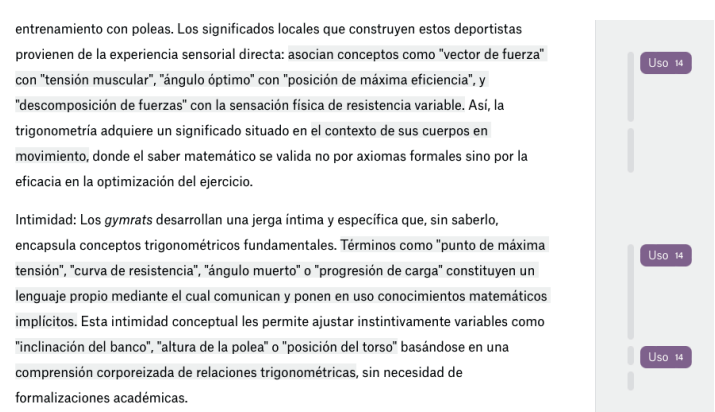 entrenamiento con poleas. Los significados locales que construyen estos deportistas
provienen de la experiencia sensorial directa: asocian conceptos como "vector de fuerza"
con "tensión muscular", "ángulo óptimo" con "posición de máxima eficiencia", y
"descomposición de fuerzas" con la sensación física de resistencia variable. Así, la
trigonometría adquiere un significado situado en el contexto de sus cuerpos en
movimiento, donde el saber matemático se valida no por axiomas formales sino por la
eficacia en la optimización del ejercicio.
Intimidad: Los gymrats desarrollan una jerga íntima y específica que, sin saberlo,
encapsula conceptos trigonométricos fundamentales. Términos como "punto de máxima
tensión", "curva de resistencia", "ángulo muerto" o "progresión de carga" constituyen un
lenguaje propio mediante el cual comunican y ponen en uso conocimientos matemáticos
implícitos. Esta intimidad conceptual les permite ajustar instintivamente variables como
"inclinación del banco", "altura de la polea" o "posición del torso" basándose en una
comprensión corporeizada de relaciones trigonométricas, sin necesidad de
formalizaciones académicas.
Uso 14
Uso 14
Uso 14